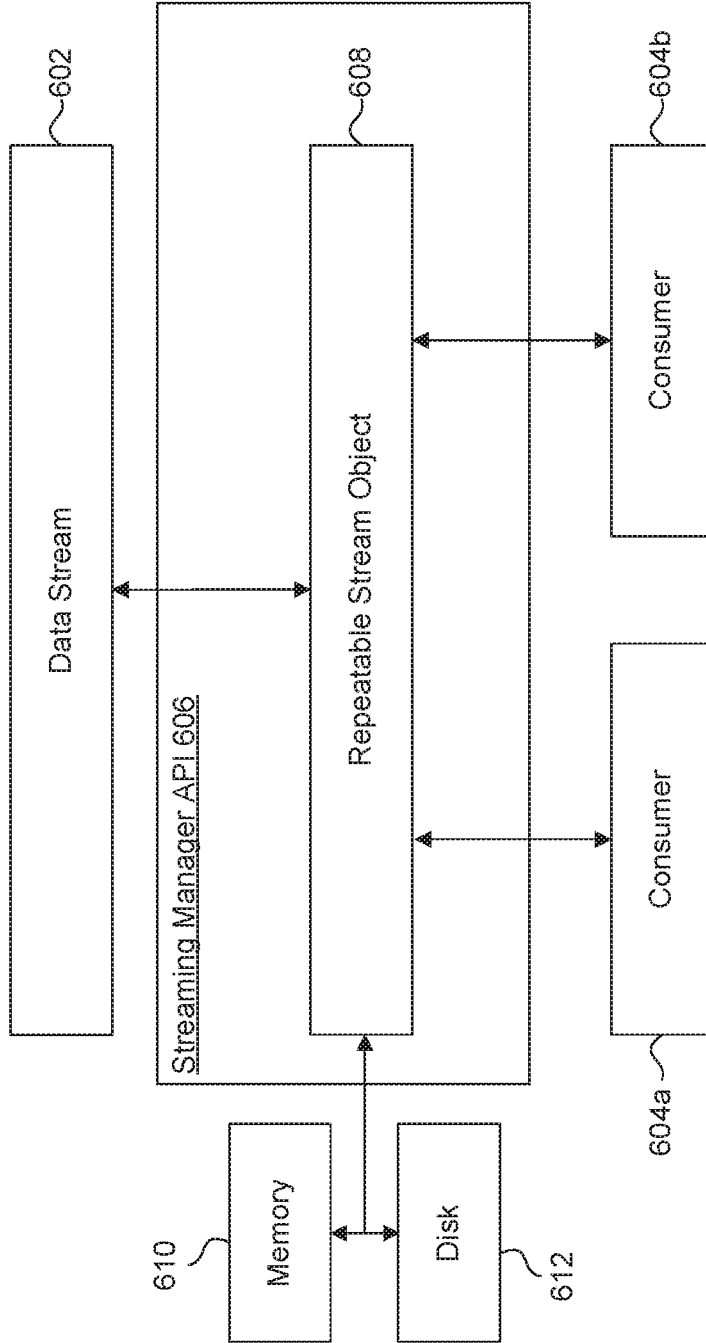 Data Stream
602
Streaming Manager API 606
Repeatable Stream Object
608
610
Memory
Disk
612
Consumer
604a
Consumer
604b